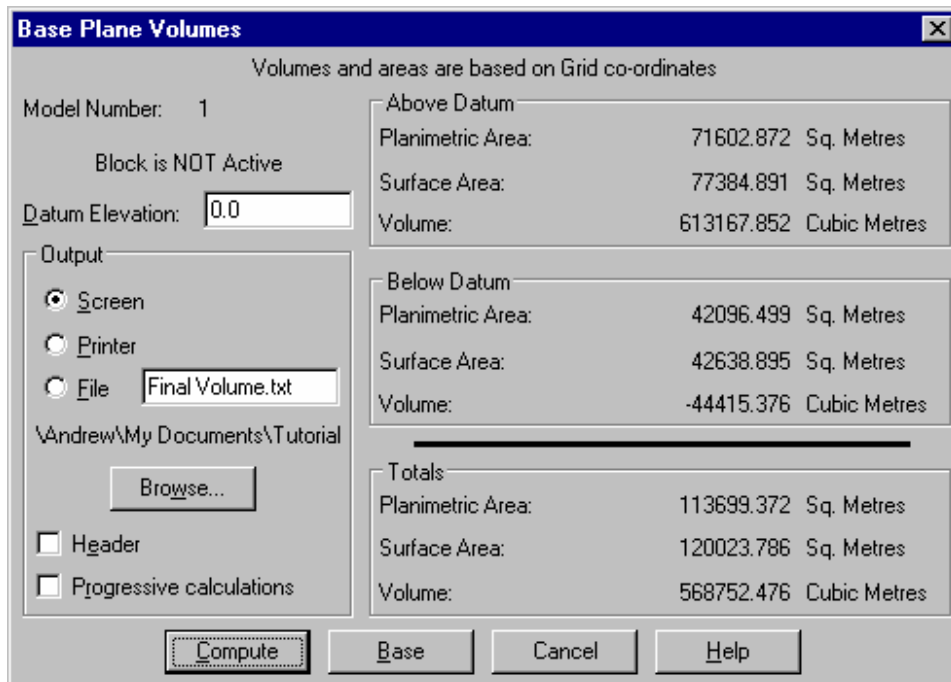 Base Plane Volumes
Volumes and areas are based on Grid co-ordinates
Model Number: 1
Block is NOT Active
Datum Elevation: 0.0
Output
Screen
Printer
File Final Volume.txt
\Andrew\My Documents\Tutorial
Browse...
Header
Progressive calculations
Above Datum
Planimetric Area: 71602.872 Sq. Metres
Surface Area: 77384.891 Sq. Metres
Volume: 613167.852 Cubic Metres
Below Datum
Planimetric Area: 42096.499 Sq. Metres
Surface Area: 42638.895 Sq. Metres
Volume: -44415.376 Cubic Metres
Totals
Planimetric Area: 113699.372 Sq. Metres
Surface Area: 120023.786 Sq. Metres
Volume: 568752.476 Cubic Metres
Compute Base Cancel Help